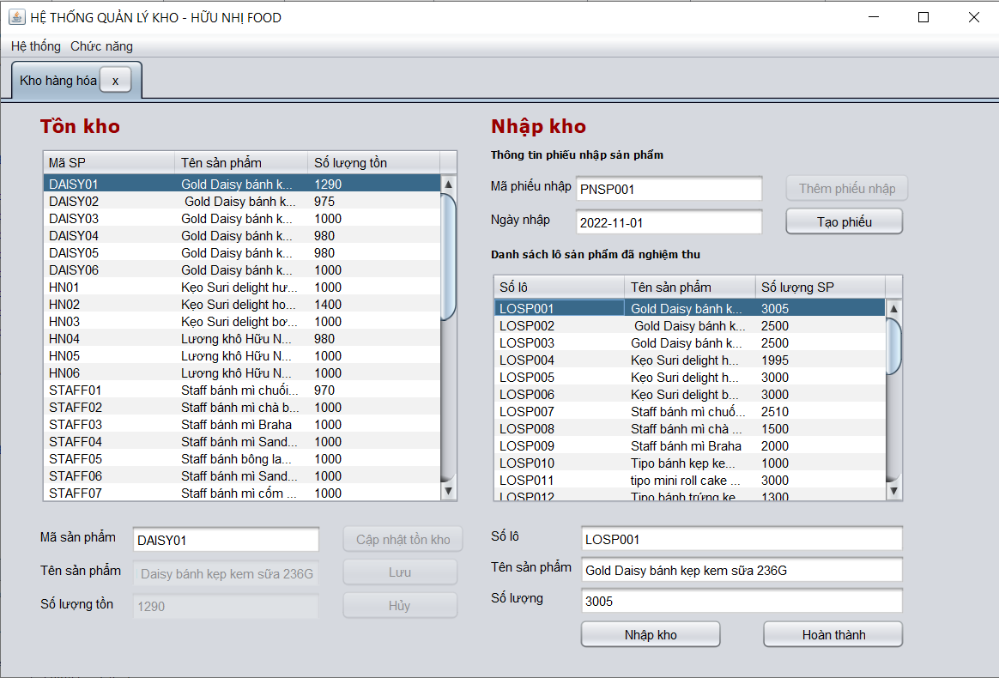 HỆ THỐNG QUẢN LÝ KHO - HỮU NHỊ FOOD
Hệ thống Chức năng
Kho hàng hóa x
Tồn kho
Mã SP Tên sản phẩm Số lượng tồn
DAISY01 Gold Daisy bánh k... 1290
DAISY02 Gold Daisy bánh k... 975
DAISY03 Gold Daisy bánh k... 1000
DAISY04 Gold Daisy bánh k... 980
DAISY05 Gold Daisy bánh k... 980
DAISY06 Gold Daisy bánh k... 1000
HN01 Kẹo Suri delight hư... 1000
HN02 Kẹo Suri delight ho... 1400
HN03 Kẹo Suri delight bơ... 1000
HN04 Lương khô Hữu N... 980
HN05 Lương khô Hữu N... 1000
HN06 Lương khô Hữu N... 1000
STAFF01 Staff bánh mì chuối... 970
STAFF02 Staff bánh mì chà b... 1000
STAFF03 Staff bánh mì Braha 1000
STAFF04 Staff bánh mì Sand... 1000
STAFF05 Staff bánh bông la... 1000
STAFF06 Staff bánh mì Sand... 1000
STAFF07 Staff bánh mì cốm ... 1000
Mã sản phẩm DAISY01 Cập nhật tồn kho
Tên sản phẩm Daisy bánh kẹp kem sữa 236G Lưu
Số lượng tồn 1290 Hủy
Nhập kho
Thông tin phiếu nhập sản phẩm
Mã phiếu nhập PNSP001 Thêm phiếu nhập
Ngày nhập 2022-11-01 Tạo phiếu
Danh sách lô sản phẩm đã nghiệm thu
Số lô Tên sản phẩm Số lượng SP
LOSP001 Gold Daisy bánh k... 3005
LOSP002 Gold Daisy bánh k... 2500
LOSP003 Gold Daisy bánh k... 2500
LOSP004 Kẹo Suri delight h... 1995
LOSP005 Kẹo Suri delight h... 3000
LOSP006 Kẹo Suri delight b... 3000
LOSP007 Staff bánh mì chuố... 2510
LOSP008 Staff bánh mì chà ... 1500
LOSP009 Staff bánh mì Braha 2000
LOSP010 Tipo bánh kẹp ke... 1000
LOSP011 tipo mini roll cake ... 3000
LOSP012 Tipo bánh trứng ke... 1300
Số lô LOSP001
Tên sản phẩm Gold Daisy bánh kẹp kem sữa 236G
Số lượng 3005
Nhập kho Hoàn thành